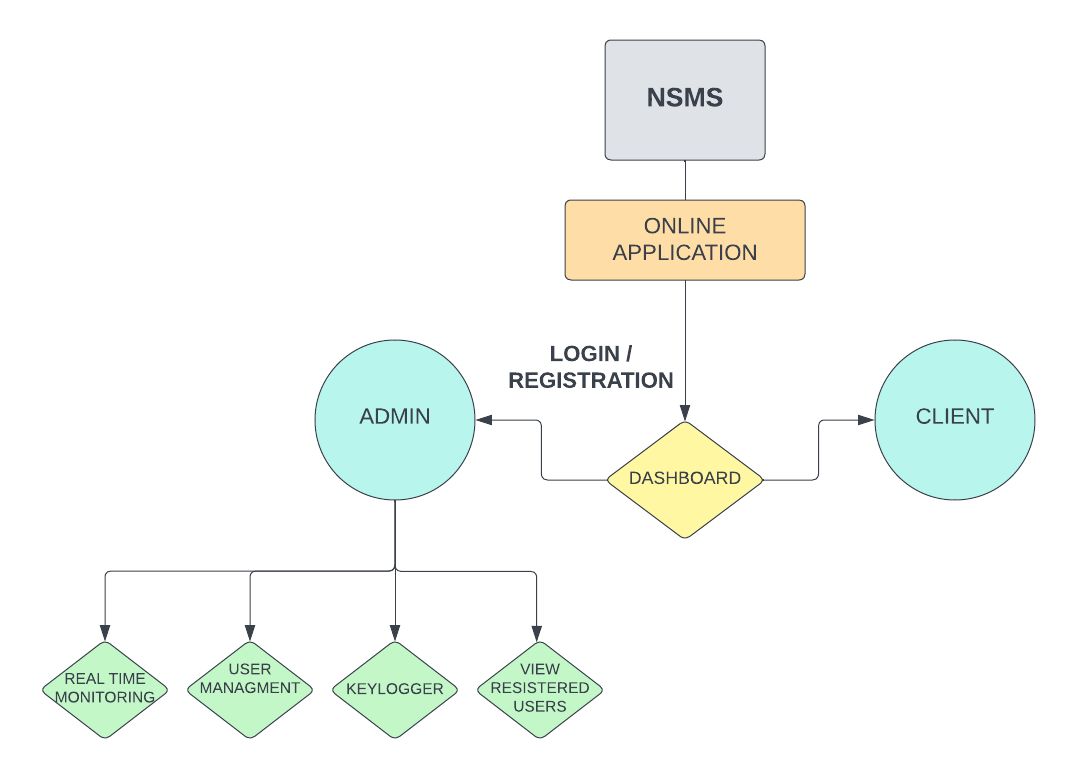 NSMS
ONLINE
APPLICATION
LOGIN /
REGISTRATION
ADMIN
CLIENT
DASHBOARD
REAL TIME
MONITORING
USER
MANAGMENT
KEYLOGGER
VIEW
RESISTERED
USERS